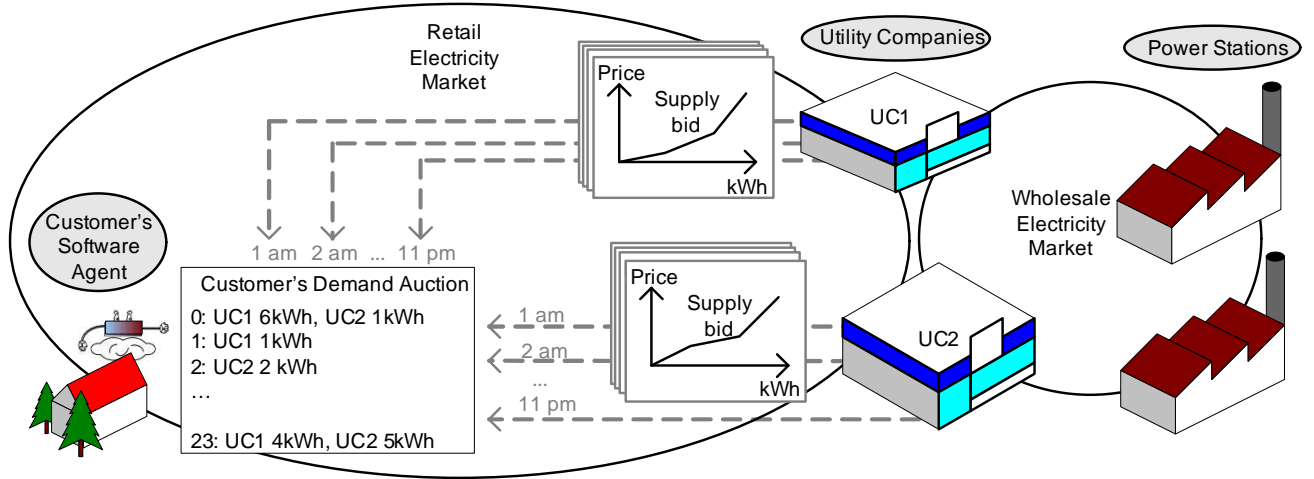 Retail
Electricity
Market
Utility Companies
Power Stations
Price
Supply
bid
kWh
UC1
Customer's
Software
Agent
1 am 2 am ... 11 pm
Wholesale
Electricity
Market
Customer's Demand Auction
0: UC1 6kWh, UC2 1kWh
1: UC1 1kWh
2: UC2 2 kWh
...
23: UC1 4kWh, UC2 5kWh
1 am
2 am
...
11 pm
Price
Supply
bid
kWh
UC2